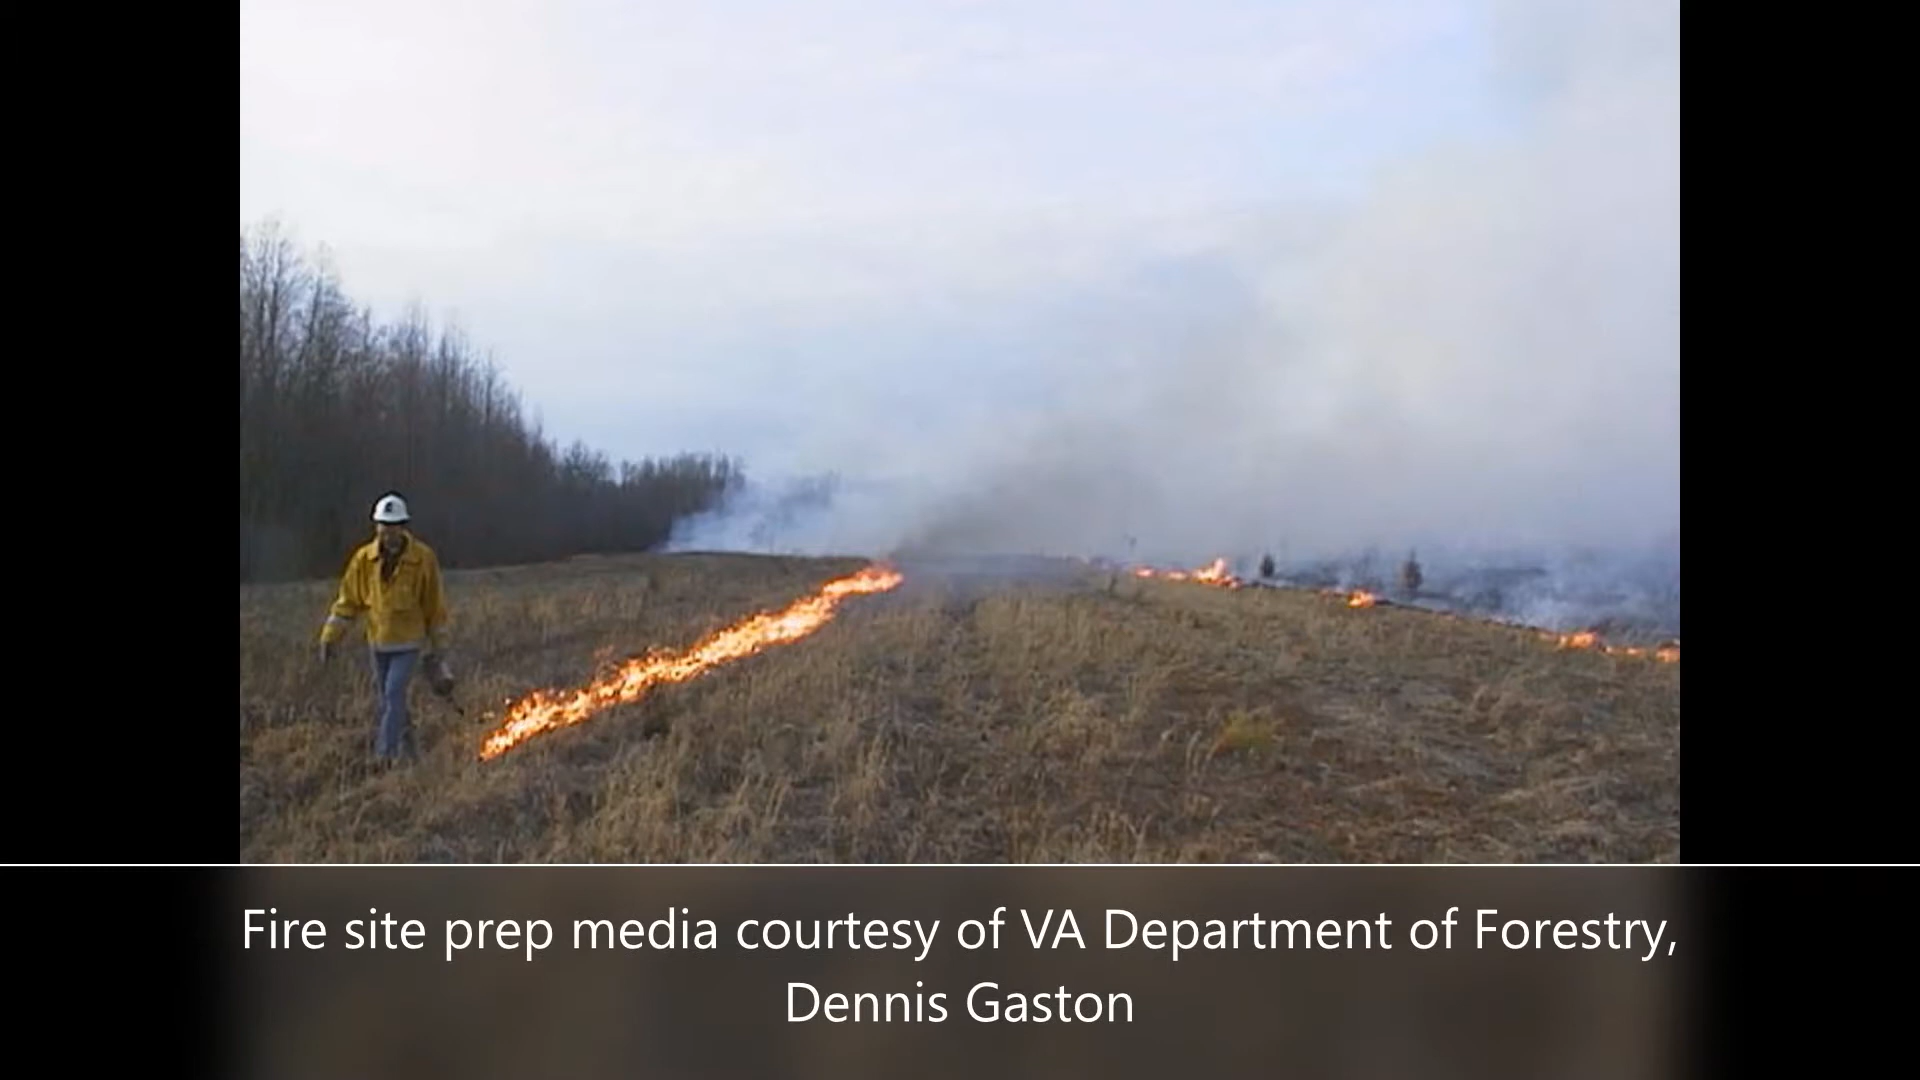 Fire site prep media courtesy of VA Department of Forestry,
Dennis Gaston